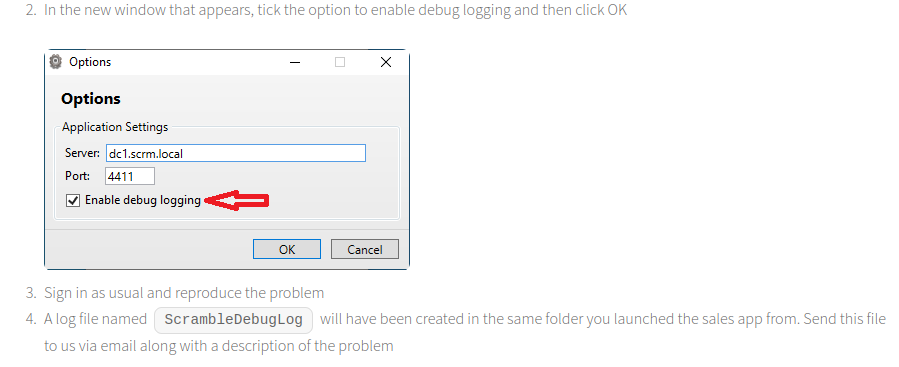 2. In the new window that appears, tick the option to enable debug logging and then click OK
Options
Options
Application Settings
Server: dc1.scrm.local
Port: 4411
Enable debug logging
OK Cancel
3. Sign in as usual and reproduce the problem
4. A log file named ScrambleDebugLog will have been created in the same folder you launched the sales app from. Send this file
to us via email along with a description of the problem